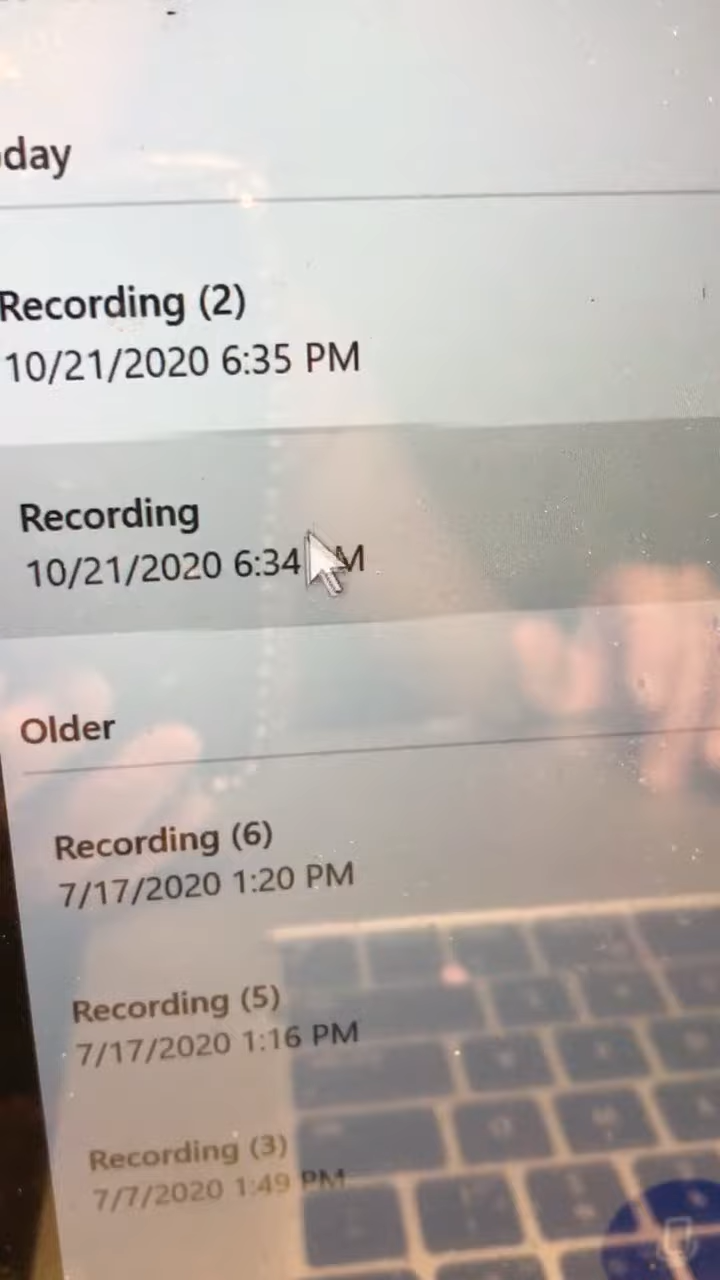 oday
Recording (2)
10/21/2020 6:35 PM
Recording
10/21/2020 6:34 M
Older
Recording (6)
7/17/2020 1:20 PM
Recording (5)
7/17/2020 1:16 PM
Recording (3)
7/7/2020 1:49 PM